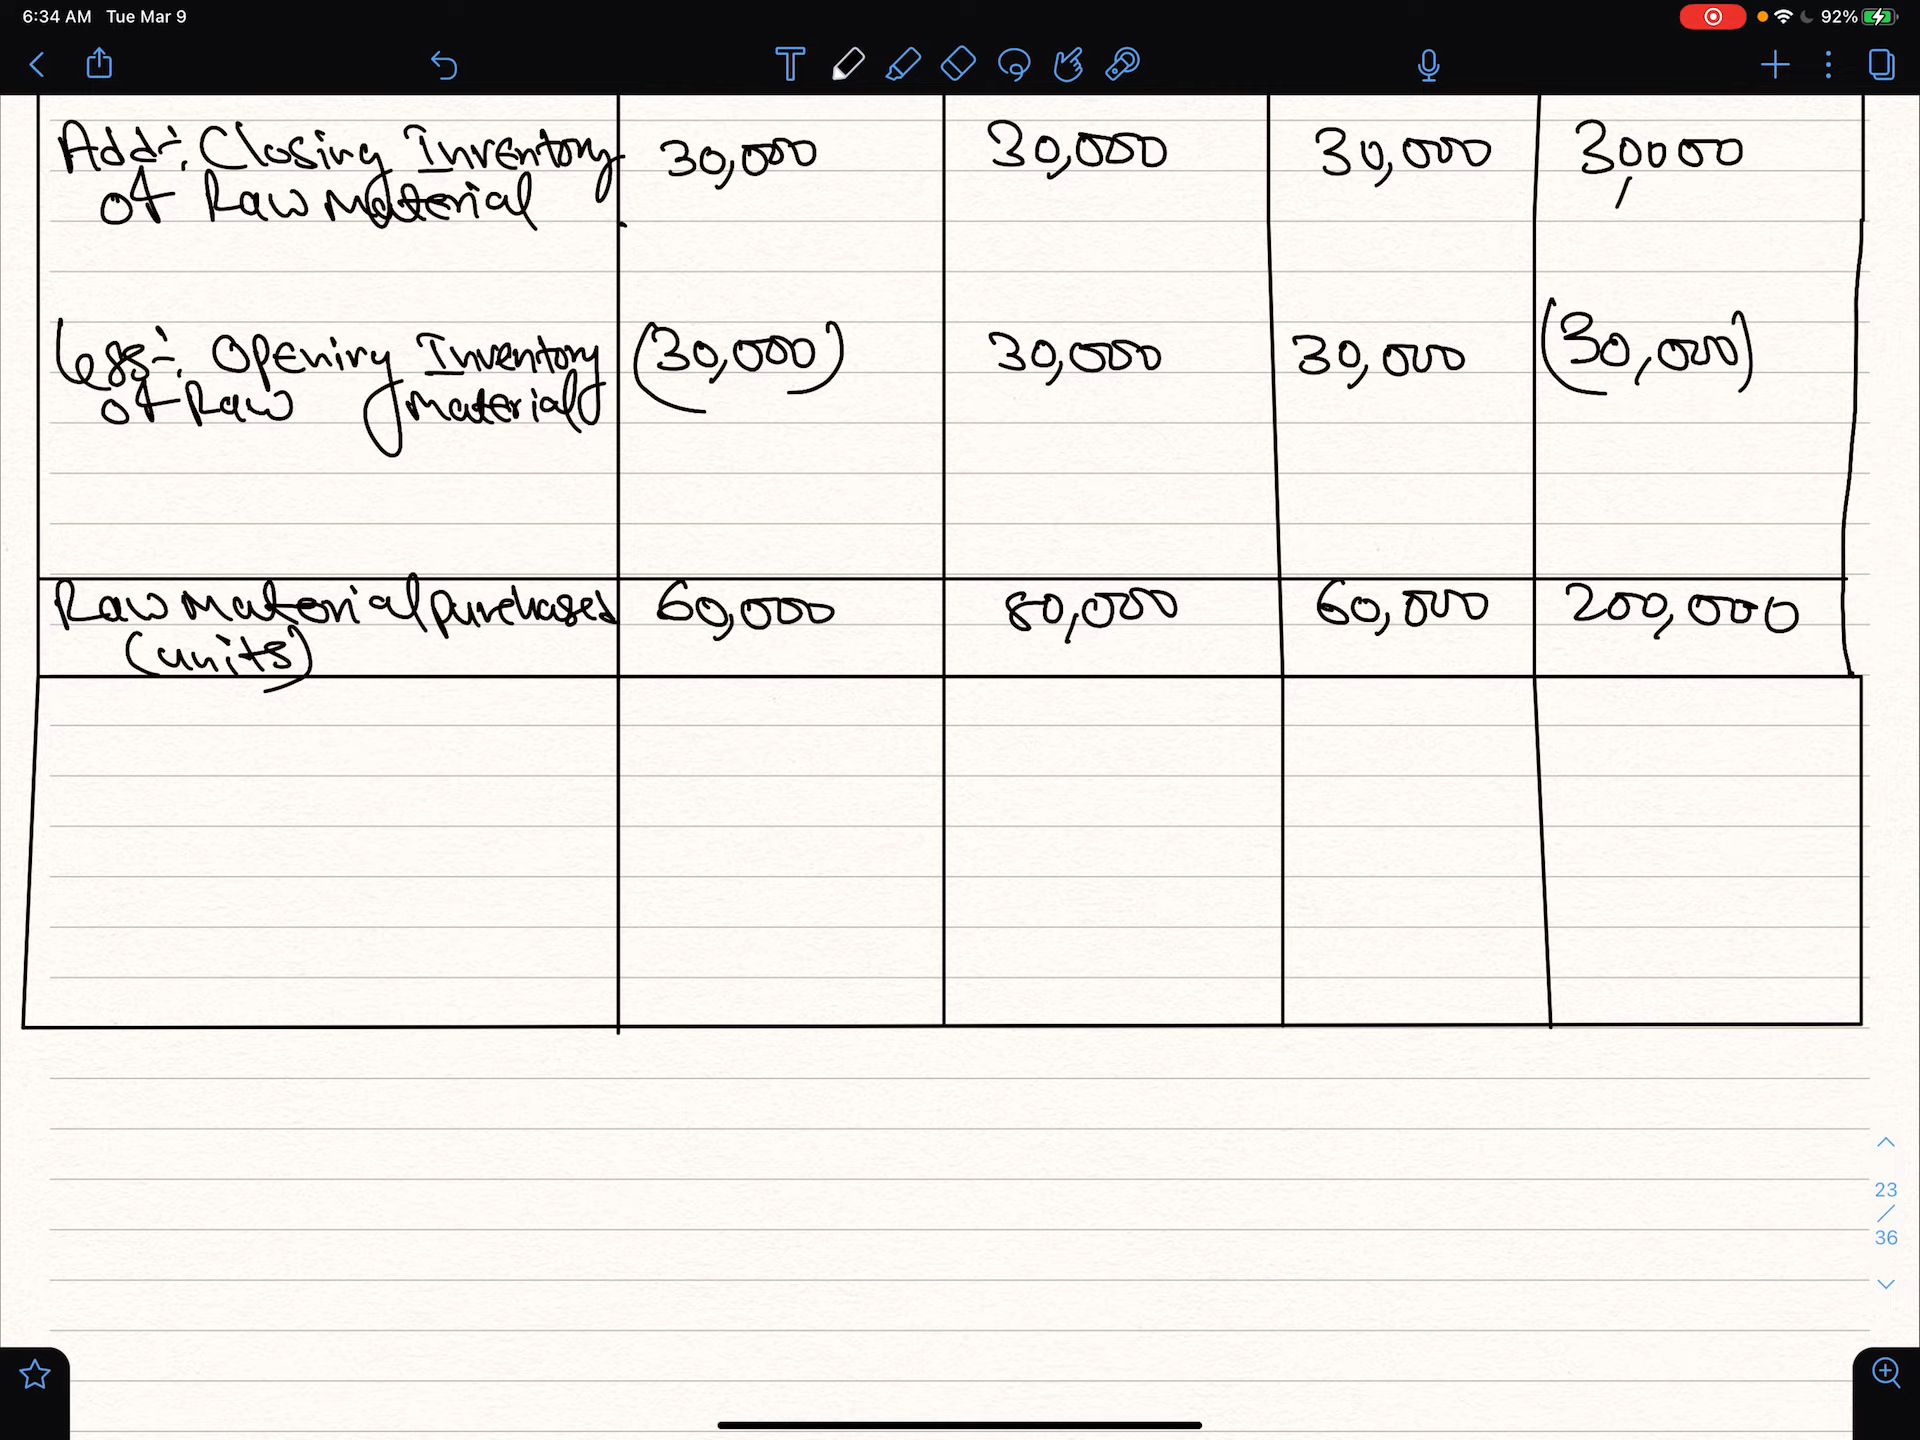 6:34 AM Tue Mar 9 92%
Add:- Closing Inventory 30,000 30,000 30,000 30,000
of Raw Material
Less:- Opening Inventory (30,000) 30,000 30,000 (30,000)
of Raw Material
Raw Material purchased 60,000 80,000 60,000 200,000
(units)
23
/
36